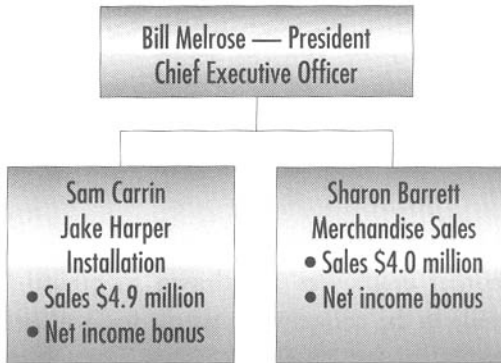 Bill Melrose — President
Chief Executive Officer
Sam Carrin
Jake Harper
Installation
• Sales $4.9 million
• Net income bonus
Sharon Barrett
Merchandise Sales
• Sales $4.0 million
• Net income bonus